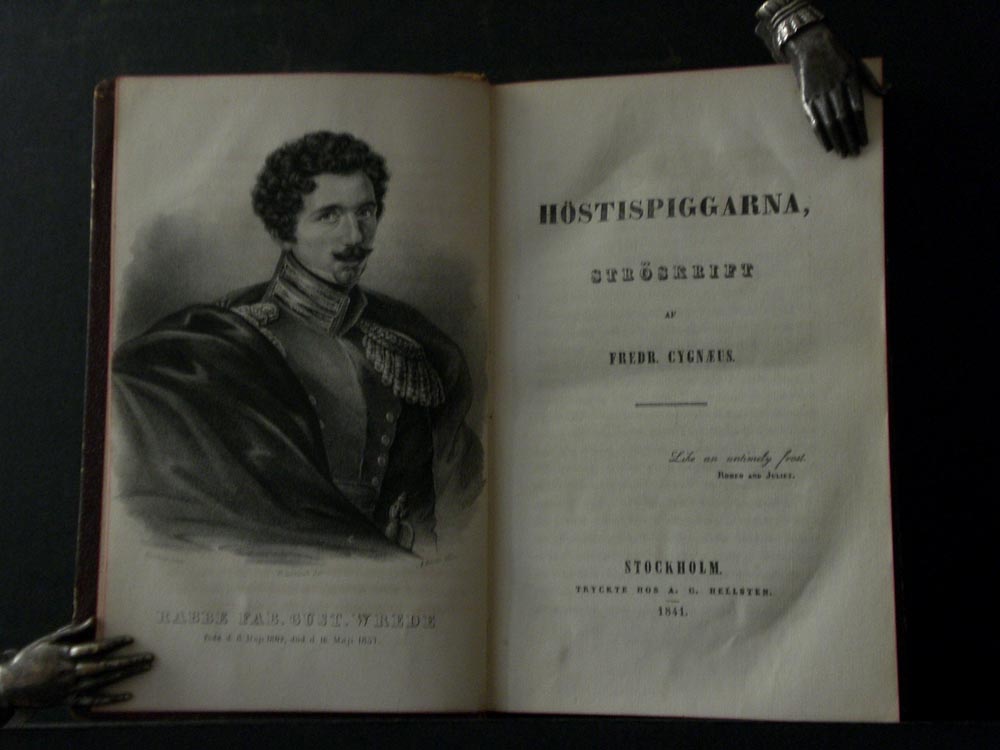 RABBE FAB. GUST. WREDE
HÖSTISPIGGARNA,
STRÖSKRIFT
AF
FREDR. CYGNÆUS.
Like an untimely frost.
ROMEO AND JULIET.
STOCKHOLM.
TRYCKTE HOS A. G. HELLSTEN.
1841.